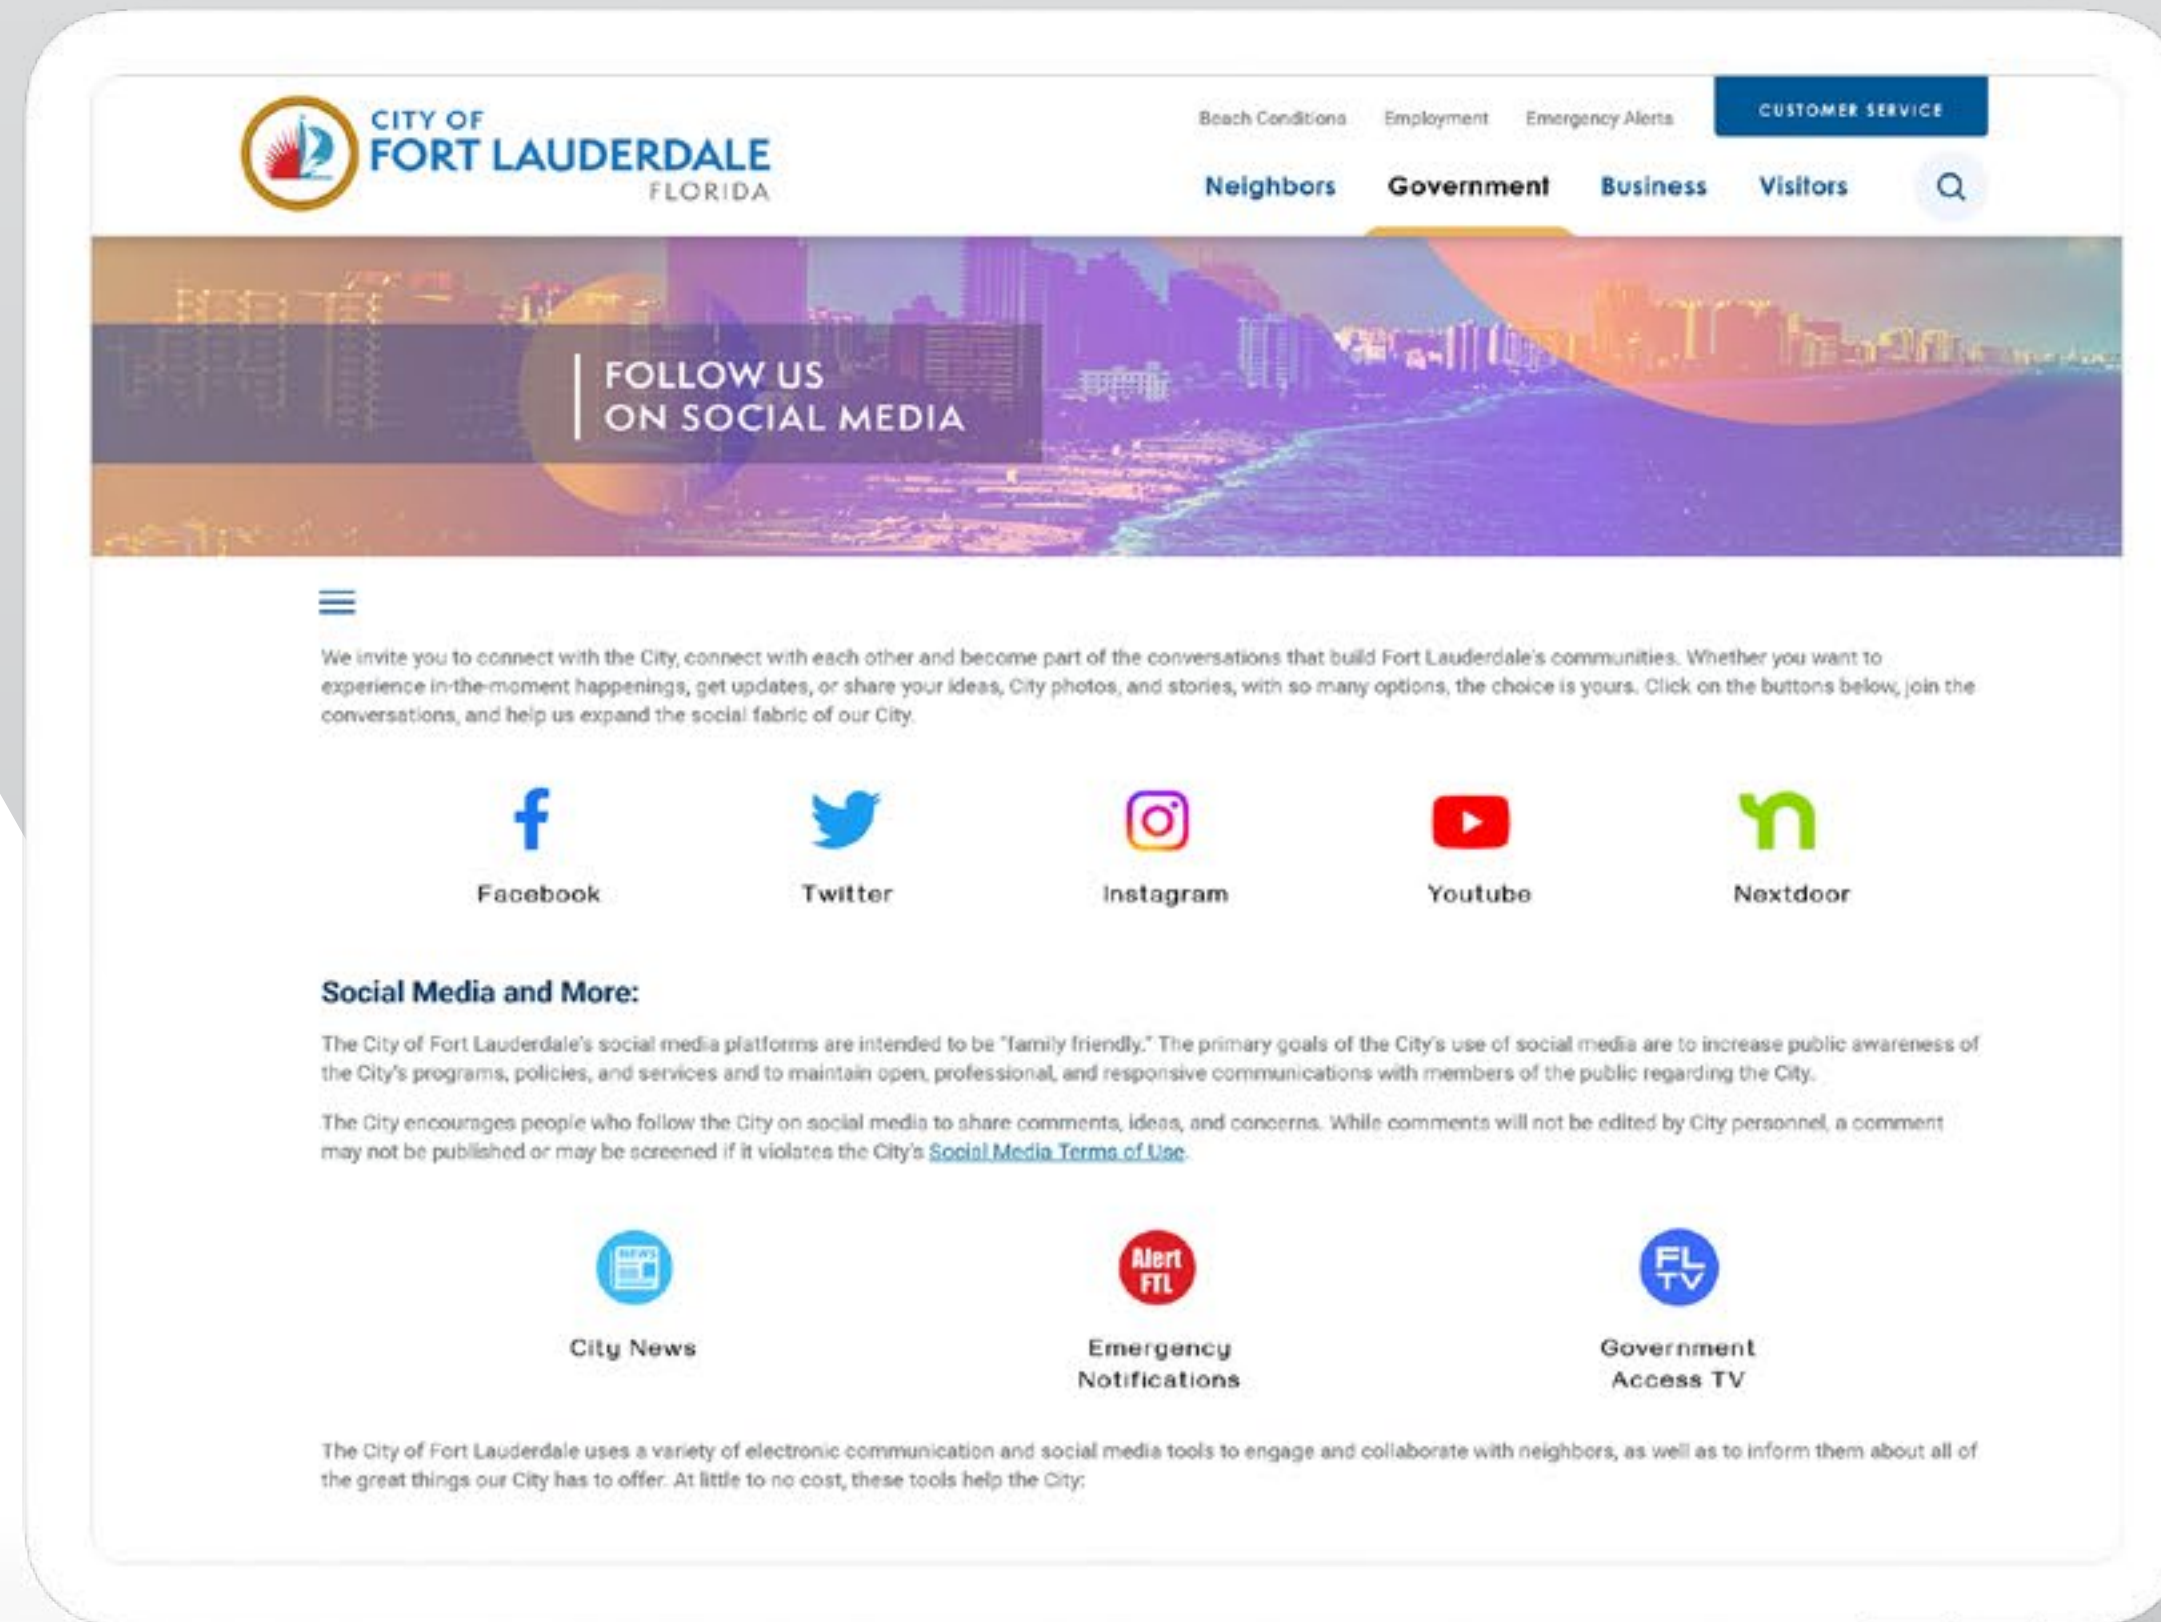 CITY OF
FORT LAUDERDALE
FLORIDA
Beach Conditions Employment Emergency Alerts CUSTOMER SERVICE
Neighbors Government Business Visitors
FOLLOW US
ON SOCIAL MEDIA
We invite you to connect with the City, connect with each other and become part of the conversations that build Fort Lauderdale's communities. Whether you want to
experience in-the-moment happenings, get updates, or share your ideas, City photos, and stories, with so many options, the choice is yours. Click on the buttons below, join the
conversations, and help us expand the social fabric of our City.
Facebook Twitter Instagram Youtube Nextdoor
Social Media and More:
The City of Fort Lauderdale's social media platforms are intended to be "family friendly." The primary goals of the City's use of social media are to increase public awareness of
the City's programs, policies, and services and to maintain open, professional, and responsive communications with members of the public regarding the City.
The City encourages people who follow the City on social media to share comments, ideas, and concerns. While comments will not be edited by City personnel, a comment
may not be published or may be screened if it violates the City's Social Media Terms of Use.
NEWS
City News
Alert
FTL
Emergency
Notifications
FL
TV
Government
Access TV
The City of Fort Lauderdale uses a variety of electronic communication and social media tools to engage and collaborate with neighbors, as well as to inform them about all of
the great things our City has to offer. At little to no cost, these tools help the City: